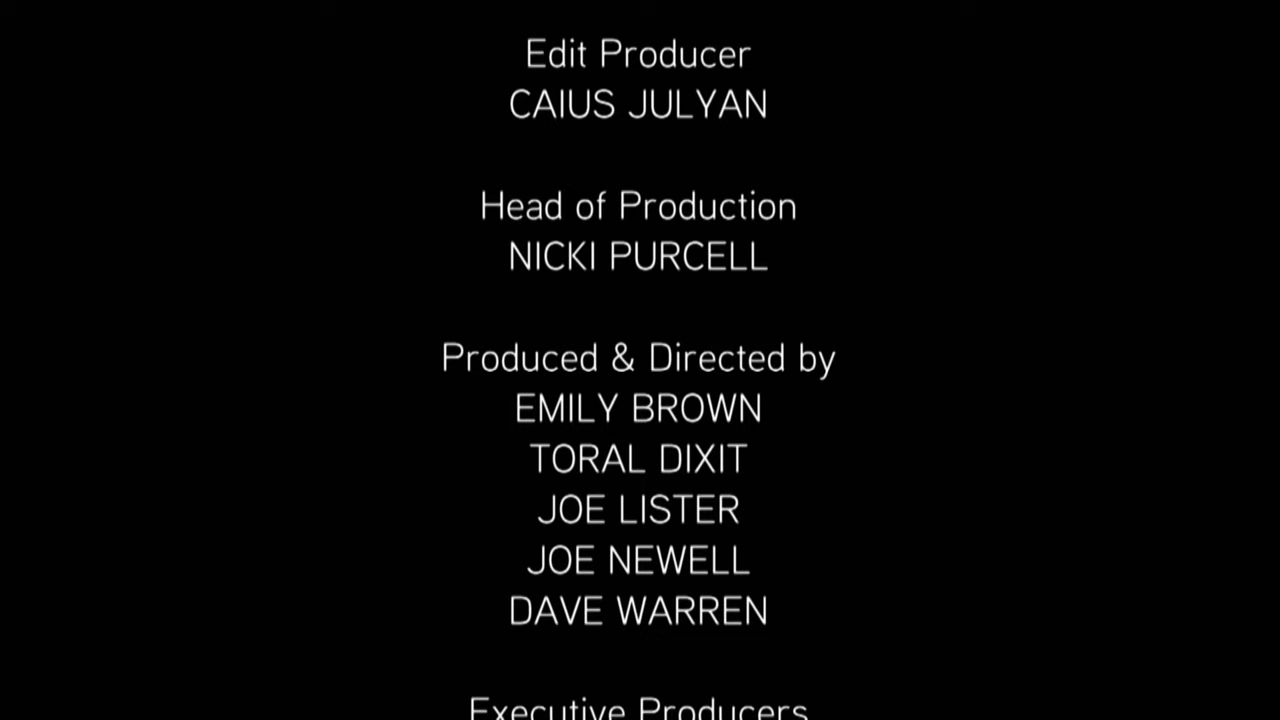 Edit Producer
CAIUS JULYAN
Head of Production
NICKI PURCELL
Produced & Directed by
EMILY BROWN
TORAL DIXIT
JOE LISTER
JOE NEWELL
DAVE WARREN
Executive Producers